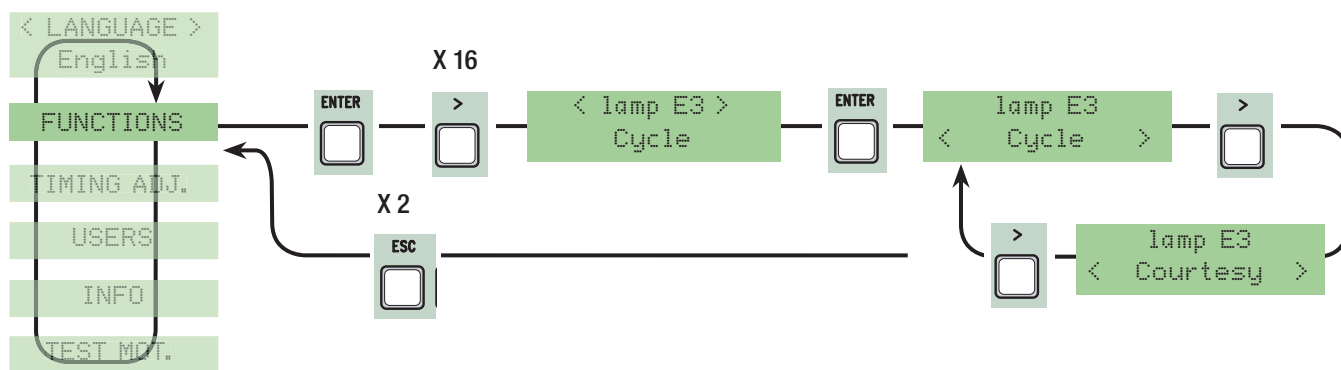 < LANGUAGE >
English
FUNCTIONS
TIMING ADJ.
USERS
INFO
TEST MOT.
ENTER
X 16
>
< lamp E3 >
Cycle
ENTER
lamp E3
< Cycle >
>
X 2
ESC
>
lamp E3
< Courtesy >